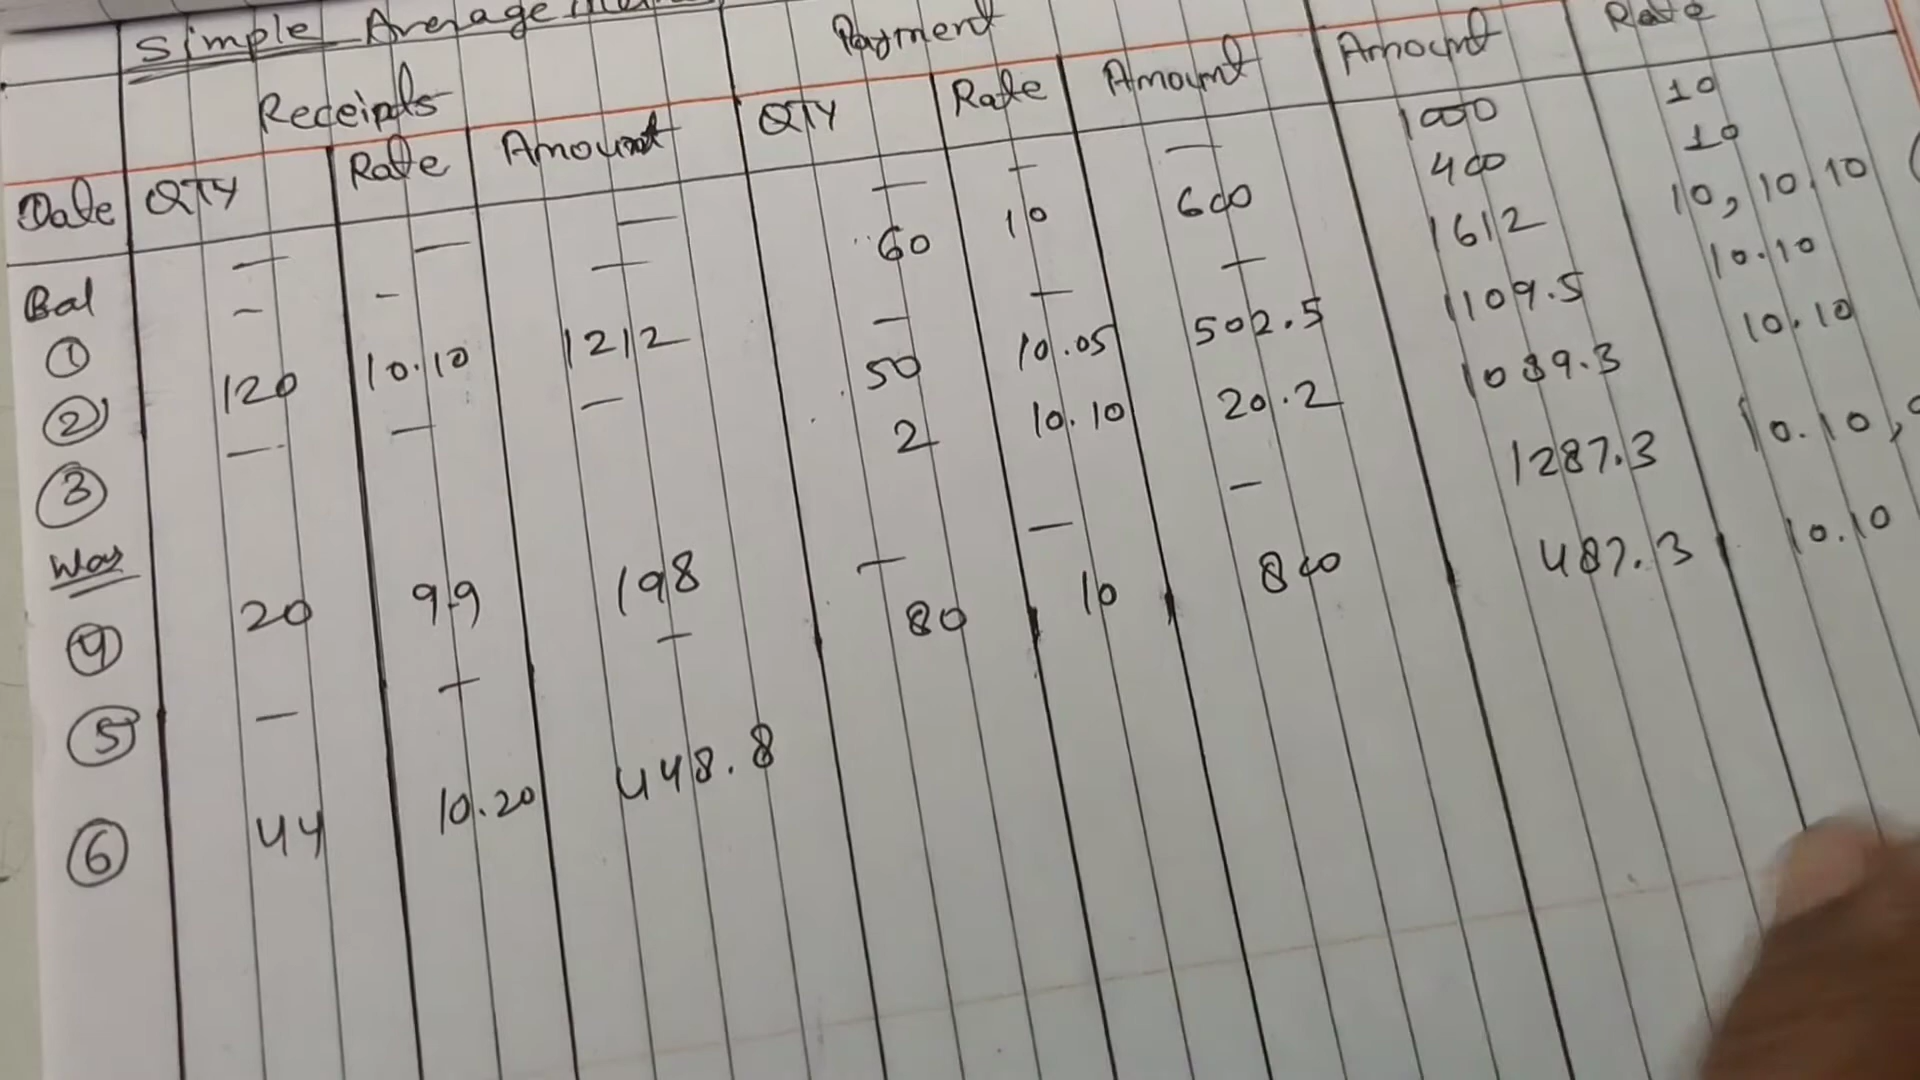 Simple Average
Receipts Payment
Date QTY Rate Amount QTY Rate Amount Amount Rate
Bal — — — — — — 1000 10
① - - — 60 10 600 400 10
② 120 10.10 1212 — — — 1612 10, 10.10
③ — — — 50 10.05 502.5 1109.5 10.10
2 10.10 20.2 1089.3 10.10
④ 20 9.9 198 — — — 1287.3 10.10,
⑤ — — — 80 10 800 487.3 10.10
⑥ 44 10.20 448.8